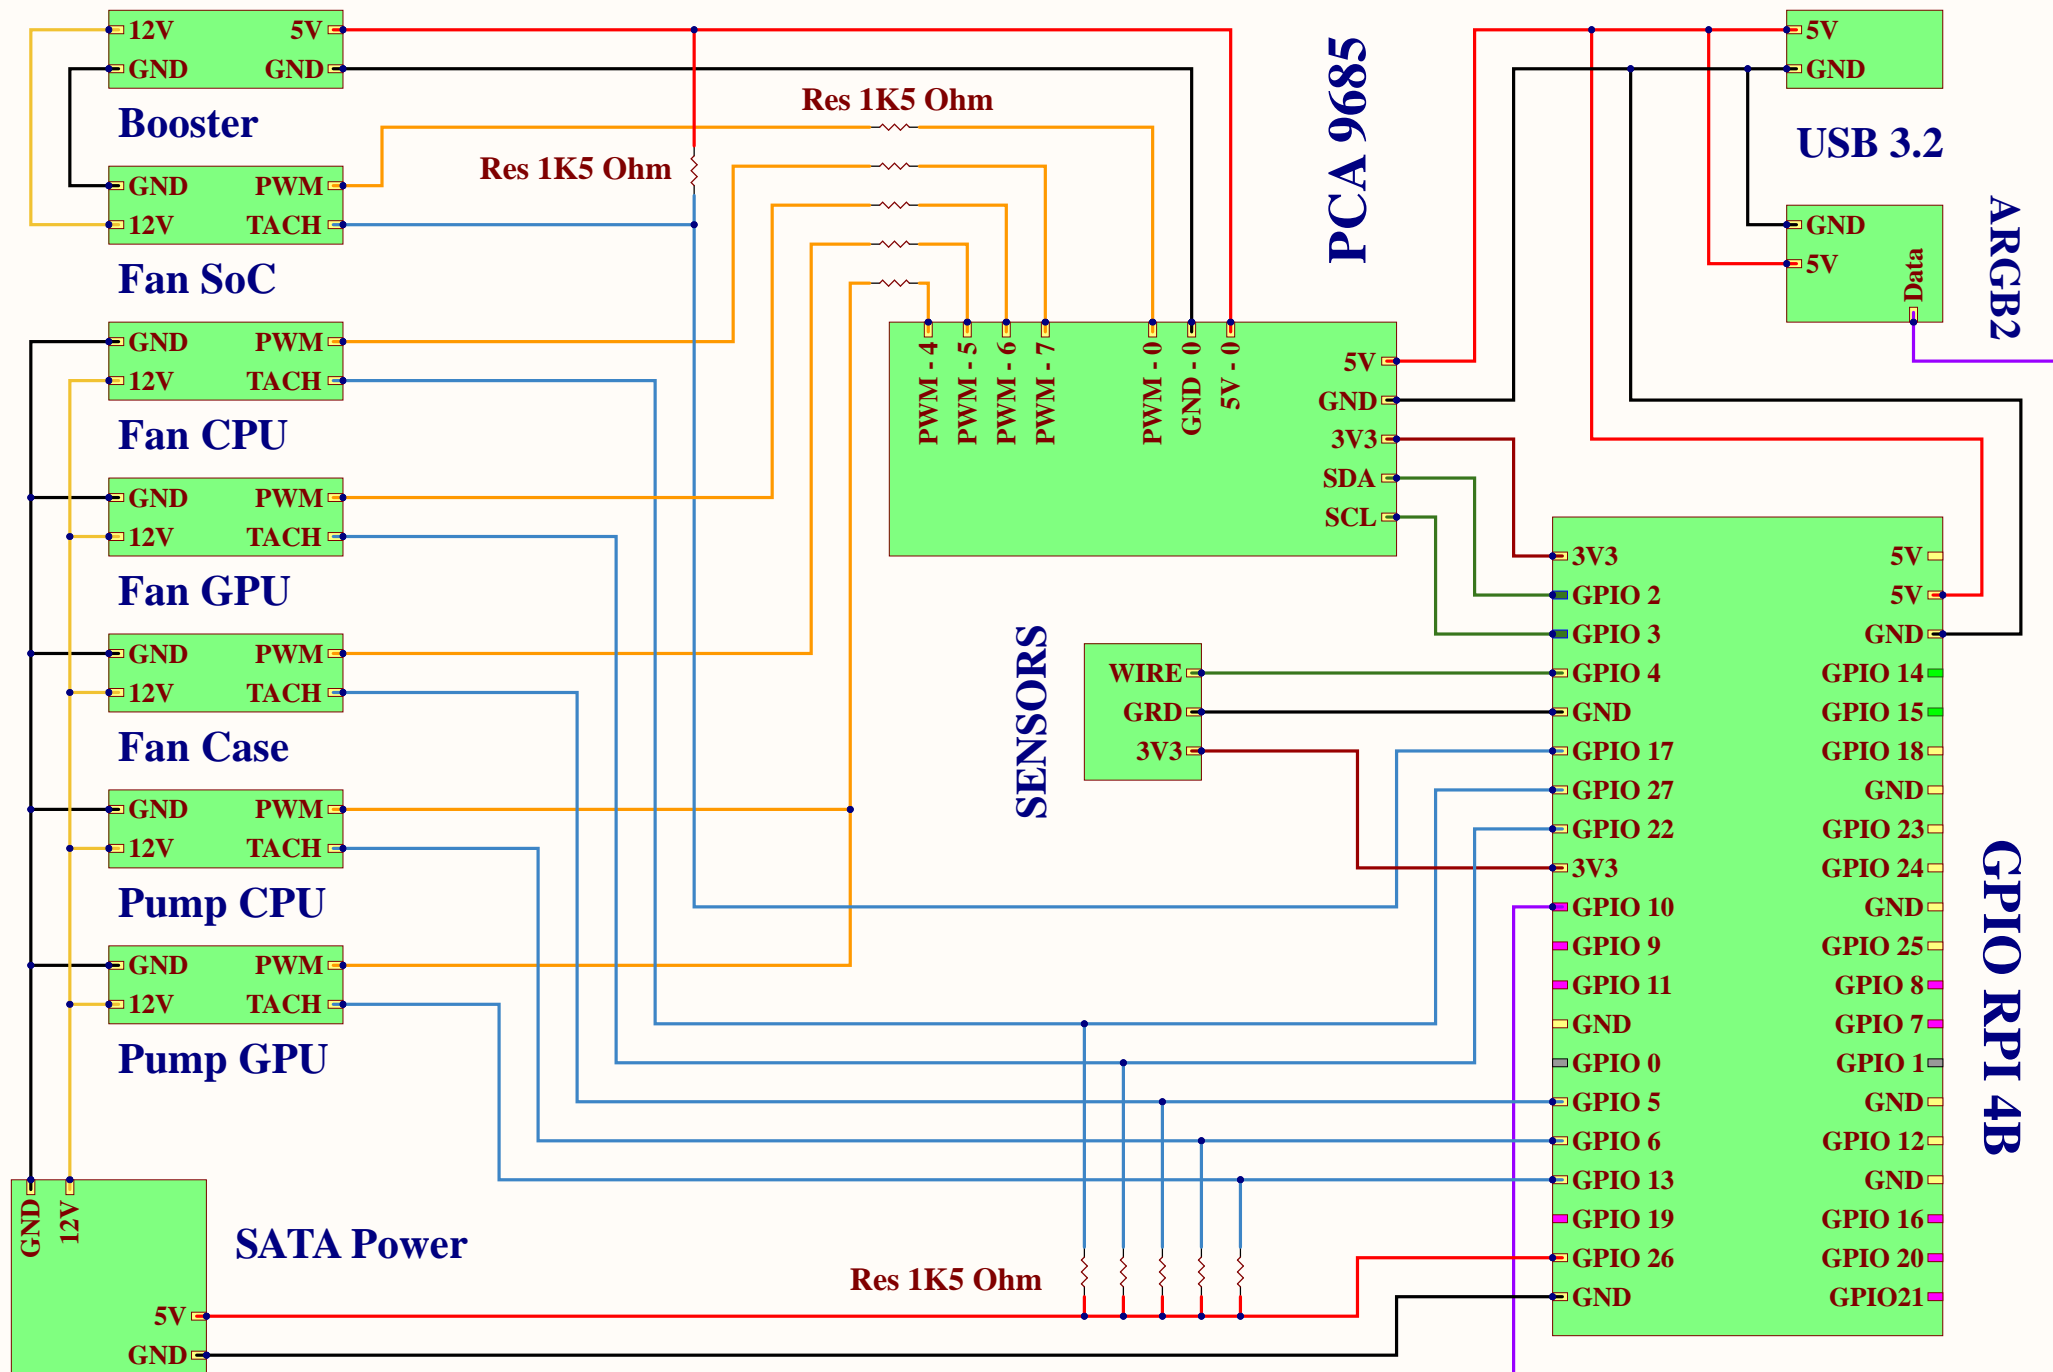 12V
5V
GND
GND
Booster
GND
PWM
12V
TACH
Fan SoC
GND
PWM
12V
TACH
Fan CPU
GND
PWM
12V
TACH
Fan GPU
GND
PWM
12V
TACH
Fan Case
GND
PWM
12V
TACH
Pump CPU
GND
PWM
12V
TACH
Pump GPU
GND
12V
SATA Power
5V
GND
Res 1K5 Ohm
Res 1K5 Ohm
Res 1K5 Ohm
PCA 9685
PWM - 4
PWM - 5
PWM - 6
PWM - 7
PWM - 0
GND - 0
5V - 0
5V
GND
3V3
SDA
SCL
SENSORS
WIRE
GRD
3V3
5V
GND
USB 3.2
GND
5V
Data
ARGB2
3V3
GPIO 2
GPIO 3
GPIO 4
GND
GPIO 17
GPIO 27
GPIO 22
3V3
GPIO 10
GPIO 9
GPIO 11
GND
GPIO 0
GPIO 5
GPIO 6
GPIO 13
GPIO 19
GPIO 26
GND
5V
5V
GND
GPIO 14
GPIO 15
GPIO 18
GND
GPIO 23
GPIO 24
GND
GPIO 25
GPIO 8
GPIO 7
GPIO 1
GND
GPIO 12
GND
GPIO 16
GPIO 20
GPIO21
GPIO RPI 4B